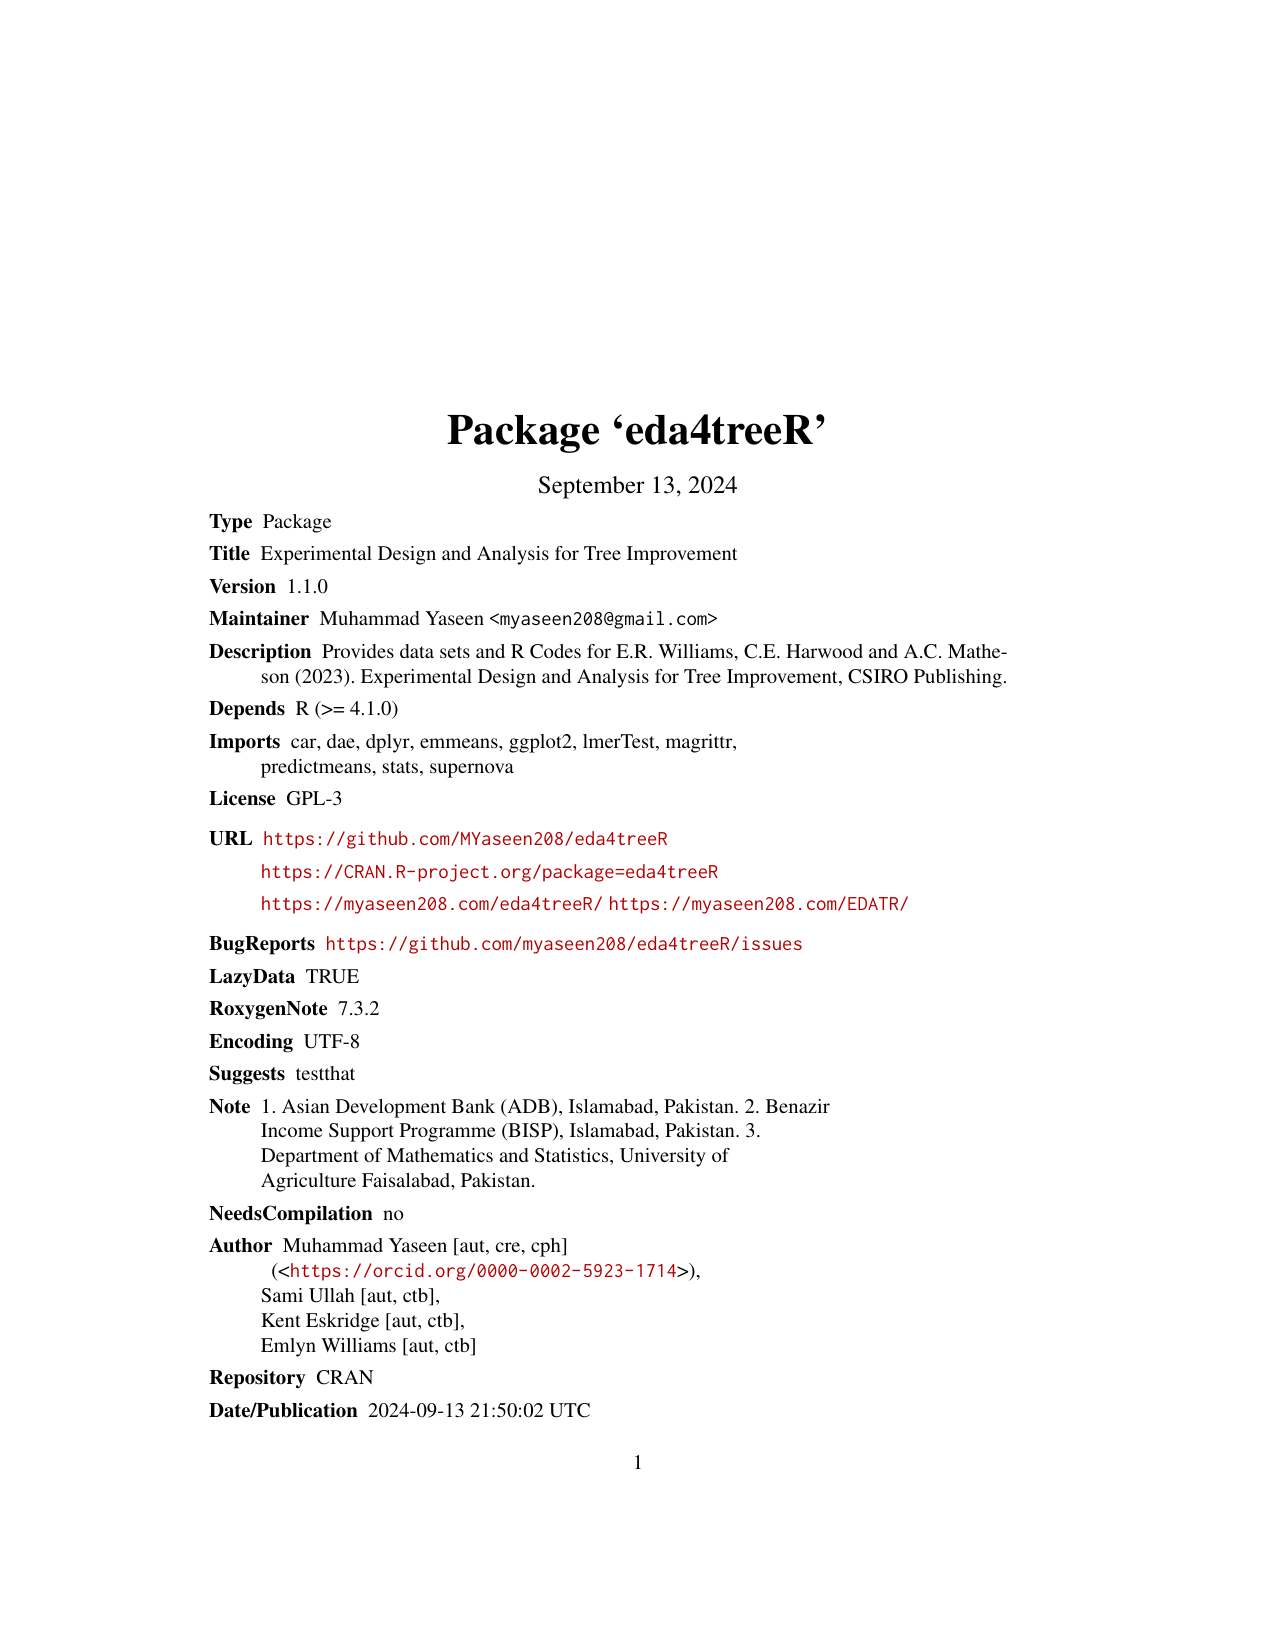 Package ‘eda4treeR’
September 13, 2024
Type Package
Title Experimental Design and Analysis for Tree Improvement
Version 1.1.0
Maintainer Muhammad Yaseen <myaseen208@gmail.com>
Description Provides data sets and R Codes for E.R. Williams, C.E. Harwood and A.C. Mathe-
son (2023). Experimental Design and Analysis for Tree Improvement, CSIRO Publishing.
Depends R (>= 4.1.0)
Imports car, dae, dplyr, emmeans, ggplot2, lmerTest, magrittr,
predictmeans, stats, supernova
License GPL-3
URL https://github.com/MYaseen208/eda4treeR
https://CRAN.R-project.org/package=eda4treeR
https://myaseen208.com/eda4treeR/ https://myaseen208.com/EDATR/
BugReports https://github.com/myaseen208/eda4treeR/issues
LazyData TRUE
RoxygenNote 7.3.2
Encoding UTF-8
Suggests testthat
Note 1. Asian Development Bank (ADB), Islamabad, Pakistan. 2. Benazir
Income Support Programme (BISP), Islamabad, Pakistan. 3.
Department of Mathematics and Statistics, University of
Agriculture Faisalabad, Pakistan.
NeedsCompilation no
Author Muhammad Yaseen [aut, cre, cph]
(<https://orcid.org/0000-0002-5923-1714>),
Sami Ullah [aut, ctb],
Kent Eskridge [aut, ctb],
Emlyn Williams [aut, ctb]
Repository CRAN
Date/Publication 2024-09-13 21:50:02 UTC
1